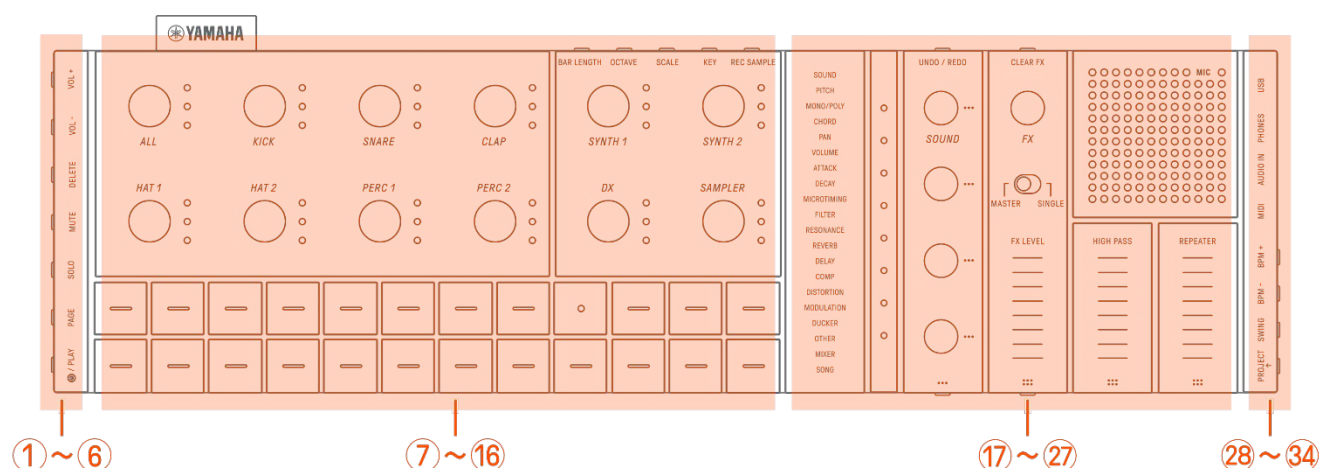 YAMAHA
BAR LENGTH OCTAVE SCALE KEY REC SAMPLE
UNDO / REDO
CLEAR FX
VOL +
VOL -
DELETE
MUTE
SOLO
PAGE
/ PLAY
ALL KICK SNARE CLAP SYNTH 1 SYNTH 2
HAT 1 HAT 2 PERC 1 PERC 2 DX SAMPLER
SOUND
PITCH
MONO/POLY
CHORD
PAN
VOLUME
ATTACK
DECAY
MICROTIMING
FILTER
RESONANCE
REVERB
DELAY
COMP
DISTORTION
MODULATION
DUCKER
OTHER
MIXER
SONG
SOUND
FX
MASTER SINGLE
MIC
FX LEVEL
HIGH PASS
REPEATER
USB
PHONES
AUDIO IN
MIDI
BPM +
BPM -
SWING
PROJECT
①～⑥ ⑦～⑯ ⑰～㉗ ㉘～㉞